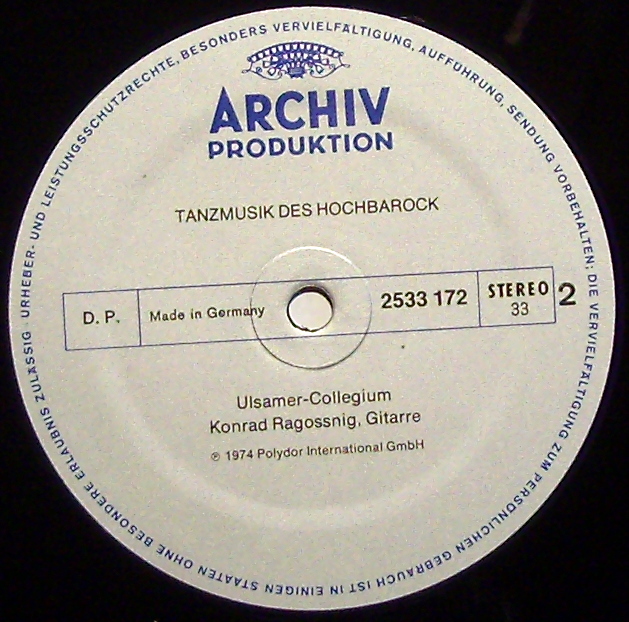 URHEBER- UND LEISTUNGSSCHUTZRECHTE, BESONDERS VERVIELFÄLTIGUNG, AUFFÜHRUNG, SENDUNG VORBEHALTEN; DIE VERVIELFÄLTIGUNG ZUM PERSÖNLICHEN GEBRAUCH IST IN EINIGEN STAATEN OHNE BESONDERE ERLAUBNIS ZULÄSSIG ·
ARCHIV
PRODUKTION
TANZMUSIK DES HOCHBAROCK
D. P.
Made in Germany
2533 172
STEREO
33
2
Ulsamer-Collegium
Konrad Ragossnig, Gitarre
℗ 1974 Polydor International GmbH